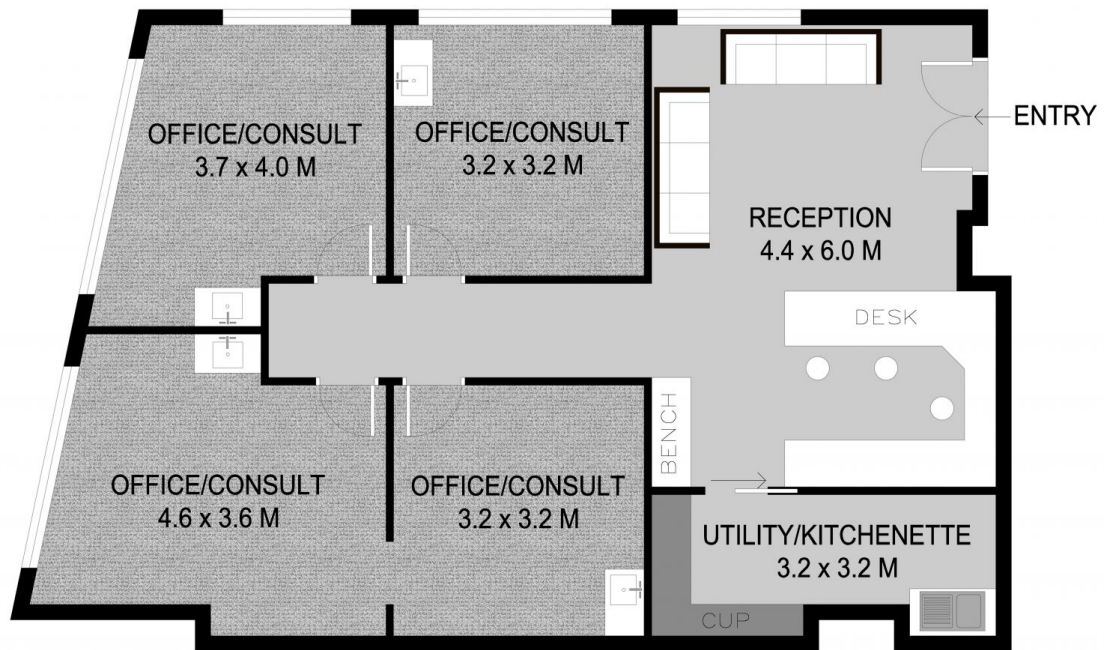 OFFICE/CONSULT
3.7 x 4.0 M
OFFICE/CONSULT
3.2 x 3.2 M
ENTRY
RECEPTION
4.4 x 6.0 M
DESK
BENCH
OFFICE/CONSULT
4.6 x 3.6 M
OFFICE/CONSULT
3.2 x 3.2 M
UTILITY/KITCHENETTE
3.2 x 3.2 M
CUP